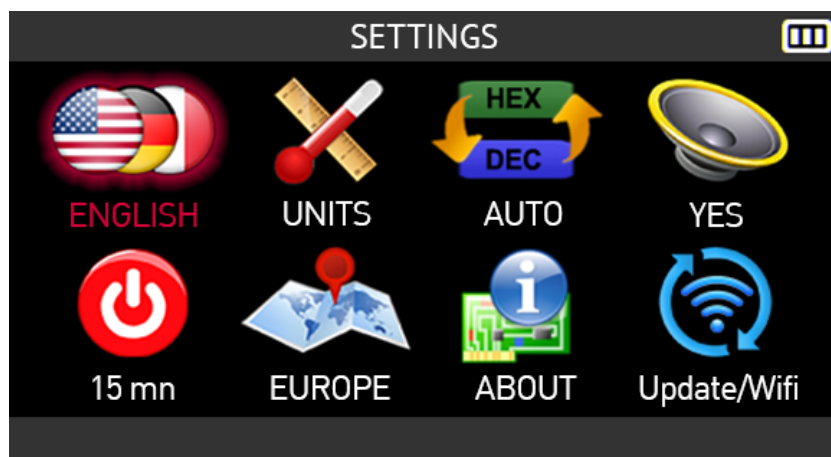 SETTINGS
HEX
DEC
ENGLISH UNITS AUTO YES
15 mn EUROPE ABOUT Update/Wifi